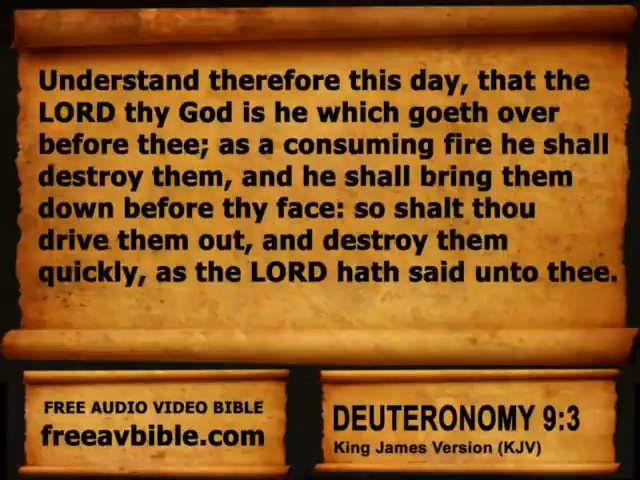 Understand therefore this day, that the
LORD thy God is he which goeth over
before thee; as a consuming fire he shall
destroy them, and he shall bring them
down before thy face: so shalt thou
drive them out, and destroy them
quickly, as the LORD hath said unto thee.
FREE AUDIO VIDEO BIBLE
freeavbible.com
DEUTERONOMY 9:3
King James Version (KJV)